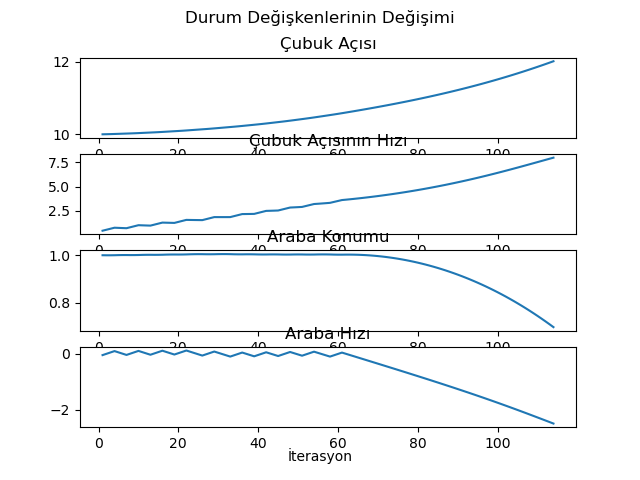 Durum Değişkenlerinin Değişimi
Çubuk Açısı
12
10
0 20 40 60 80 100
Çubuk Açısının Hızı
7.5
5.0
2.5
0 20 40 60 80 100
Araba Konumu
1.0
0.8
0 20 40 60 80 100
Araba Hızı
0
−2
0 20 40 60 80 100
İterasyon